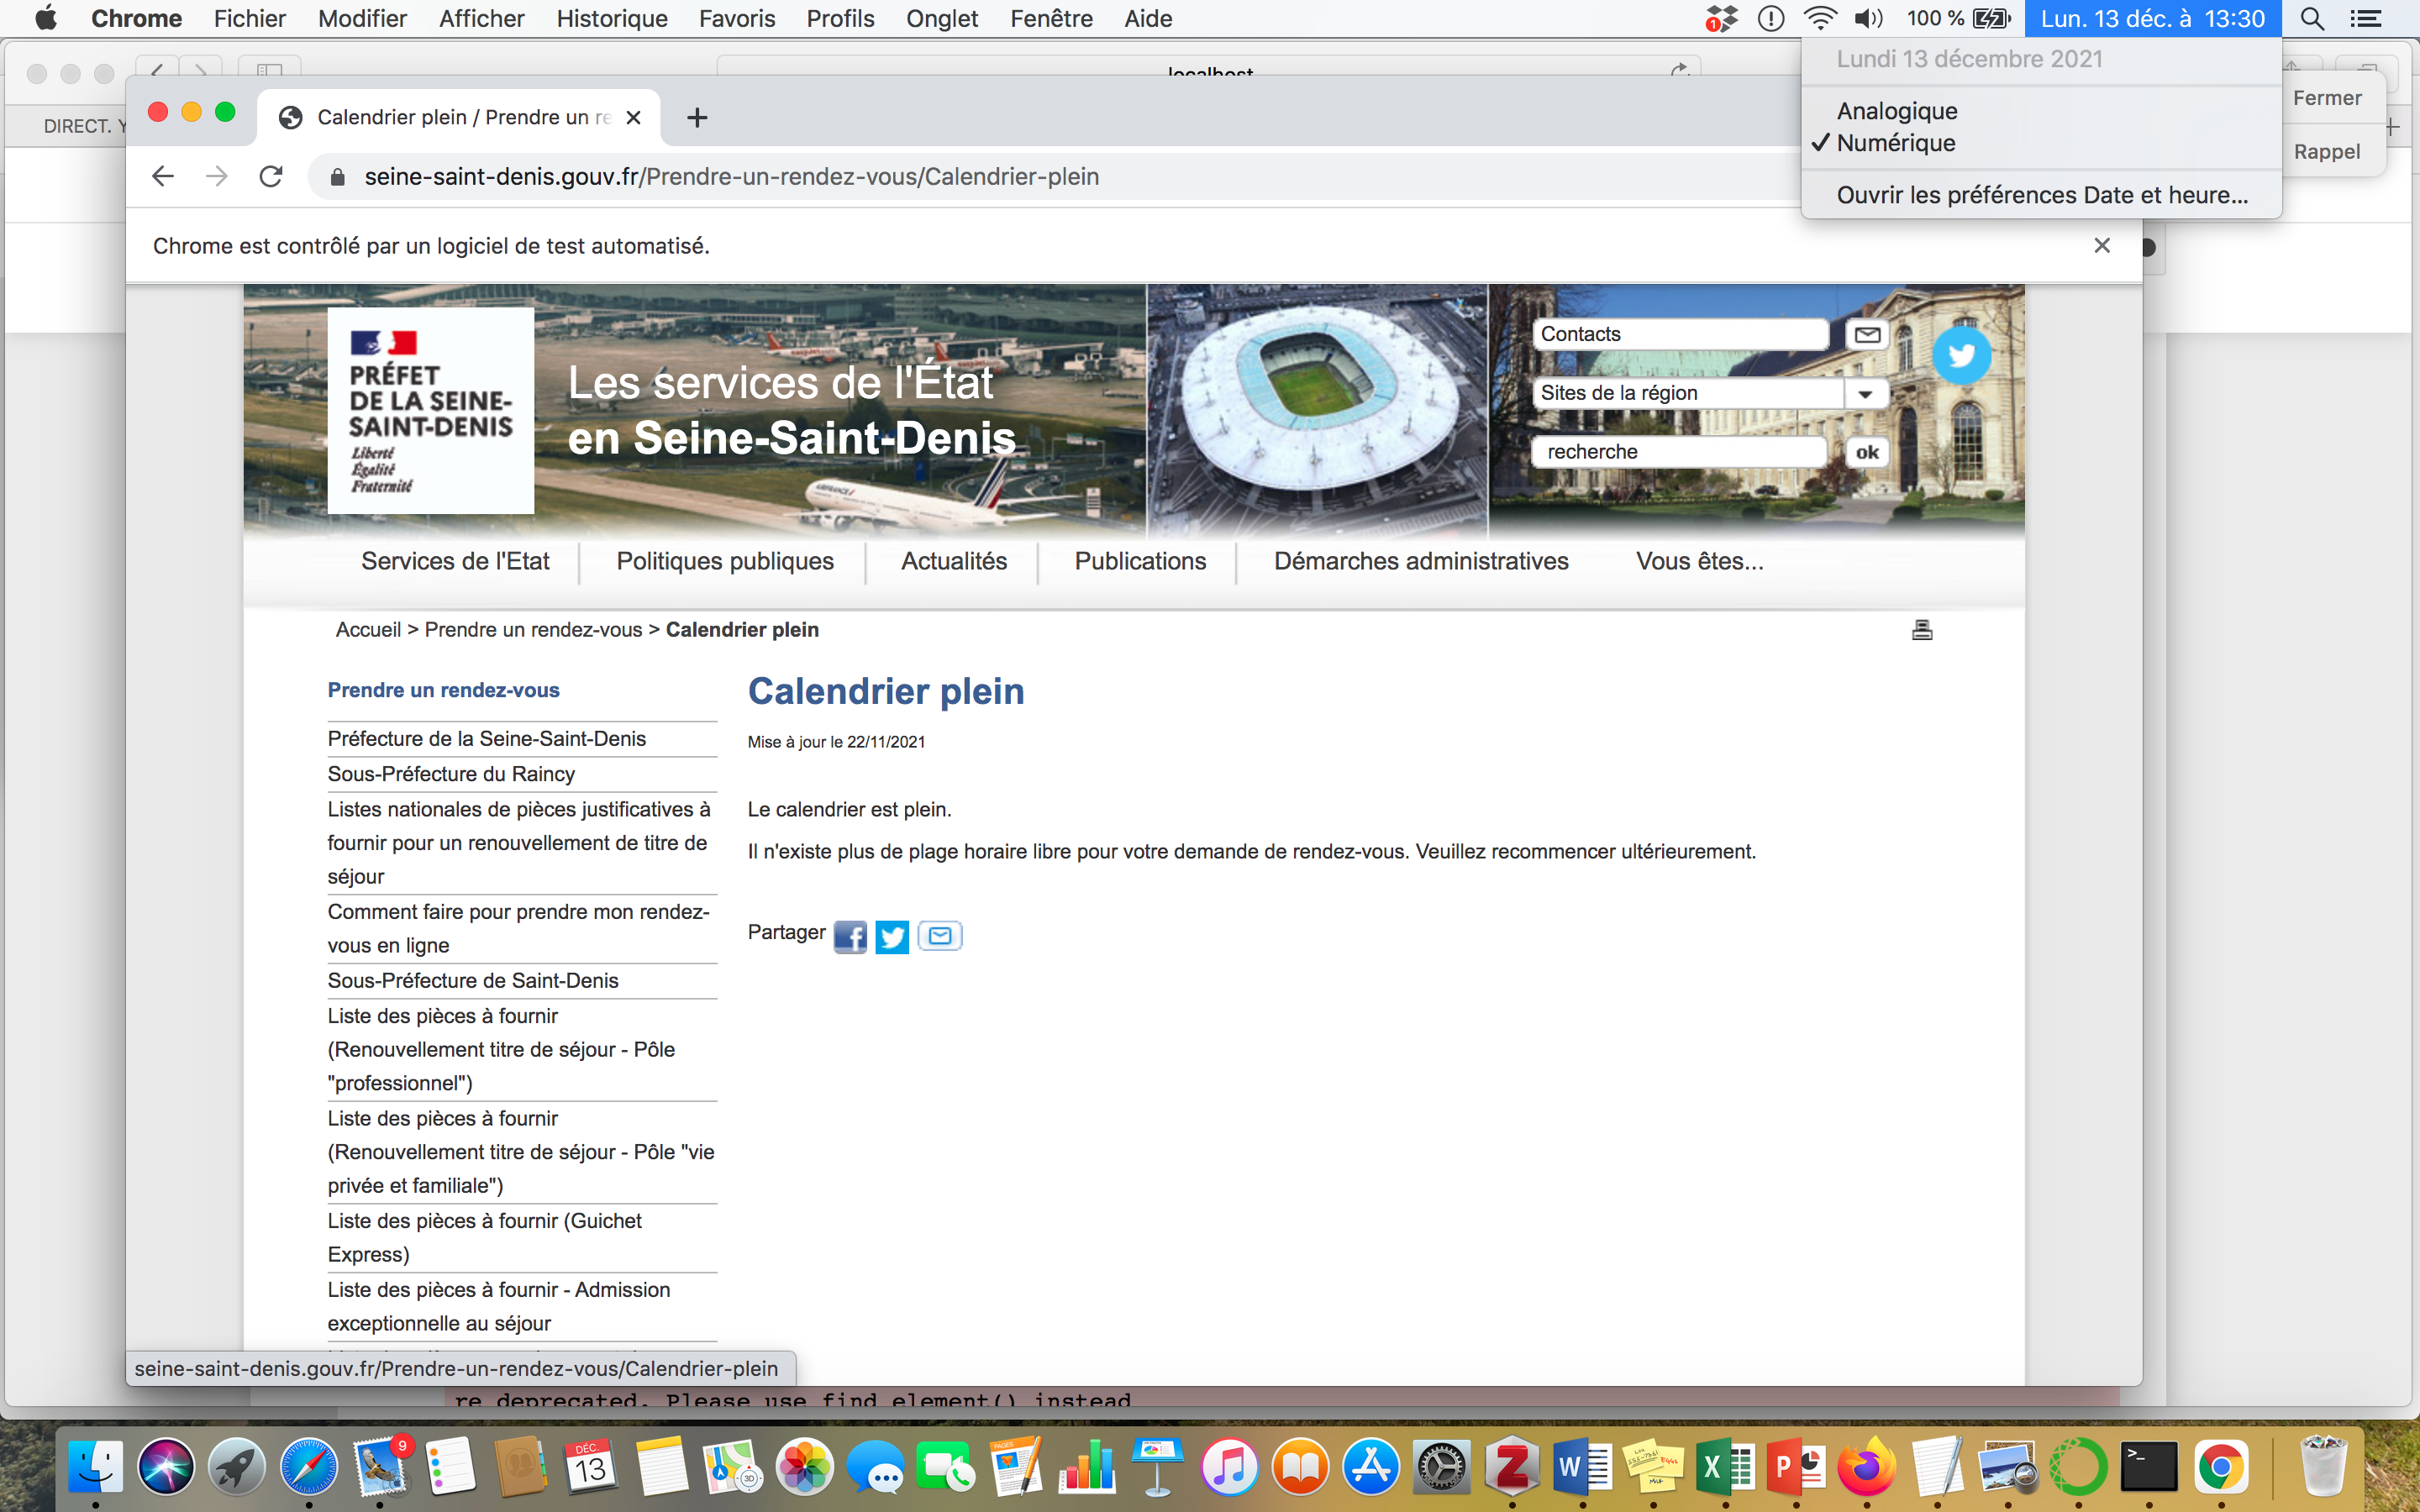 Chrome Fichier Modifier Afficher Historique Favoris Profils Onglet Fenêtre Aide
1 100 % Lun. 13 déc. à 13:30
Lundi 13 décembre 2021
Analogique
✓ Numérique
Ouvrir les préférences Date et heure...
Fermer
Rappel
localhost
DIRECT. Y
Calendrier plein / Prendre un re
seine-saint-denis.gouv.fr/Prendre-un-rendez-vous/Calendrier-plein
Chrome est contrôlé par un logiciel de test automatisé.
PRÉFET
DE LA SEINE-
SAINT-DENIS
Liberté
Égalité
Fraternité
Les services de l'État
en Seine-Saint-Denis
Contacts
Sites de la région
recherche
ok
Services de l'Etat
Politiques publiques
Actualités
Publications
Démarches administratives
Vous êtes...
Accueil > Prendre un rendez-vous > Calendrier plein
Prendre un rendez-vous
Préfecture de la Seine-Saint-Denis
Sous-Préfecture du Raincy
Listes nationales de pièces justificatives à
fournir pour un renouvellement de titre de
séjour
Comment faire pour prendre mon rendez-
vous en ligne
Sous-Préfecture de Saint-Denis
Liste des pièces à fournir
(Renouvellement titre de séjour - Pôle
"professionnel")
Liste des pièces à fournir
(Renouvellement titre de séjour - Pôle "vie
privée et familiale")
Liste des pièces à fournir (Guichet
Express)
Liste des pièces à fournir - Admission
exceptionnelle au séjour
Calendrier plein
Mise à jour le 22/11/2021
Le calendrier est plein.
Il n'existe plus de plage horaire libre pour votre demande de rendez-vous. Veuillez recommencer ultérieurement.
Partager
seine-saint-denis.gouv.fr/Prendre-un-rendez-vous/Calendrier-plein
re deprecated. Please use find_element() instead
9
DÉC.
13
3D
PAGES
Z
W
X
P